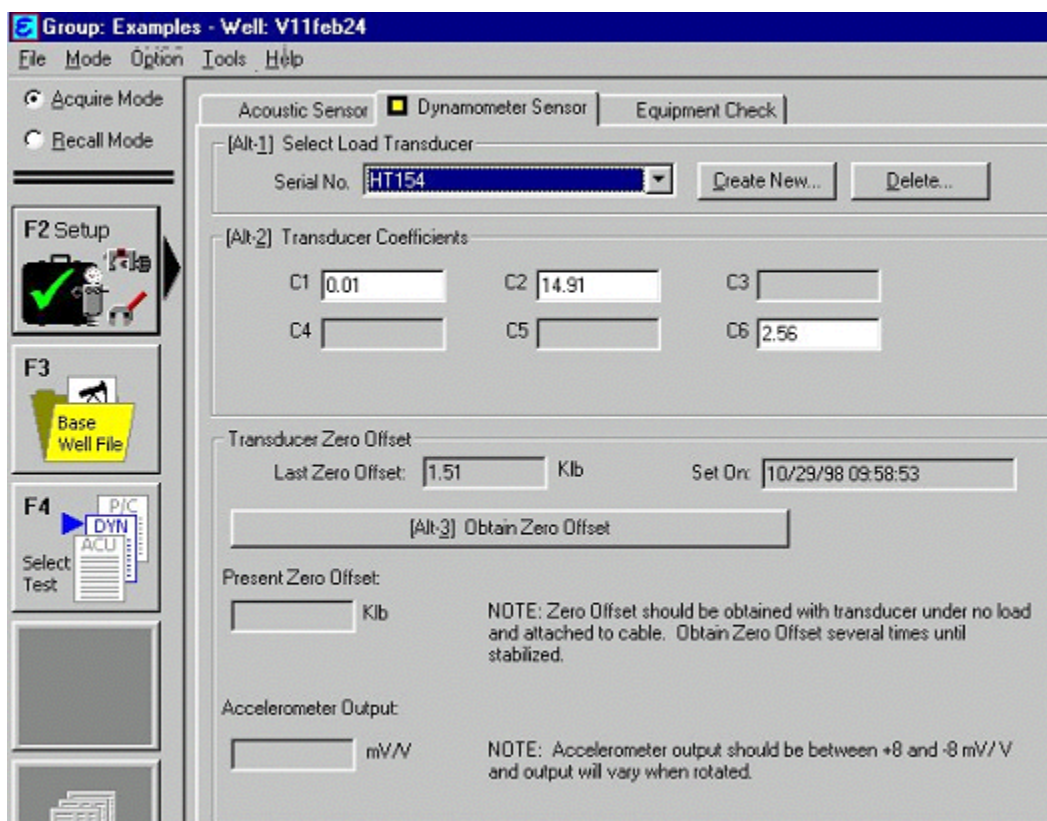 Group: Examples - Well: V11feb24
File Mode Option Tools Help
Acquire Mode
Recall Mode
Acoustic Sensor Dynamometer Sensor Equipment Check
[Alt-1] Select Load Transducer
Serial No. HT154 Create New... Delete...
F2 Setup
[Alt-2] Transducer Coefficients
C1 0.01 C2 14.91 C3
C4 C5 C6 2.56
F3
Base
Well File
Transducer Zero Offset
Last Zero Offset: 1.51 Klb Set On: 10/29/98 09:58:53
F4 P/C
DYN
ACU
Select
Test
[Alt-3] Obtain Zero Offset
Present Zero Offset:
Klb
NOTE: Zero Offset should be obtained with transducer under no load
and attached to cable. Obtain Zero Offset several times until
stabilized.
Accelerometer Output:
mV/V
NOTE: Accelerometer output should be between +8 and -8 mV/ V
and output will vary when rotated.